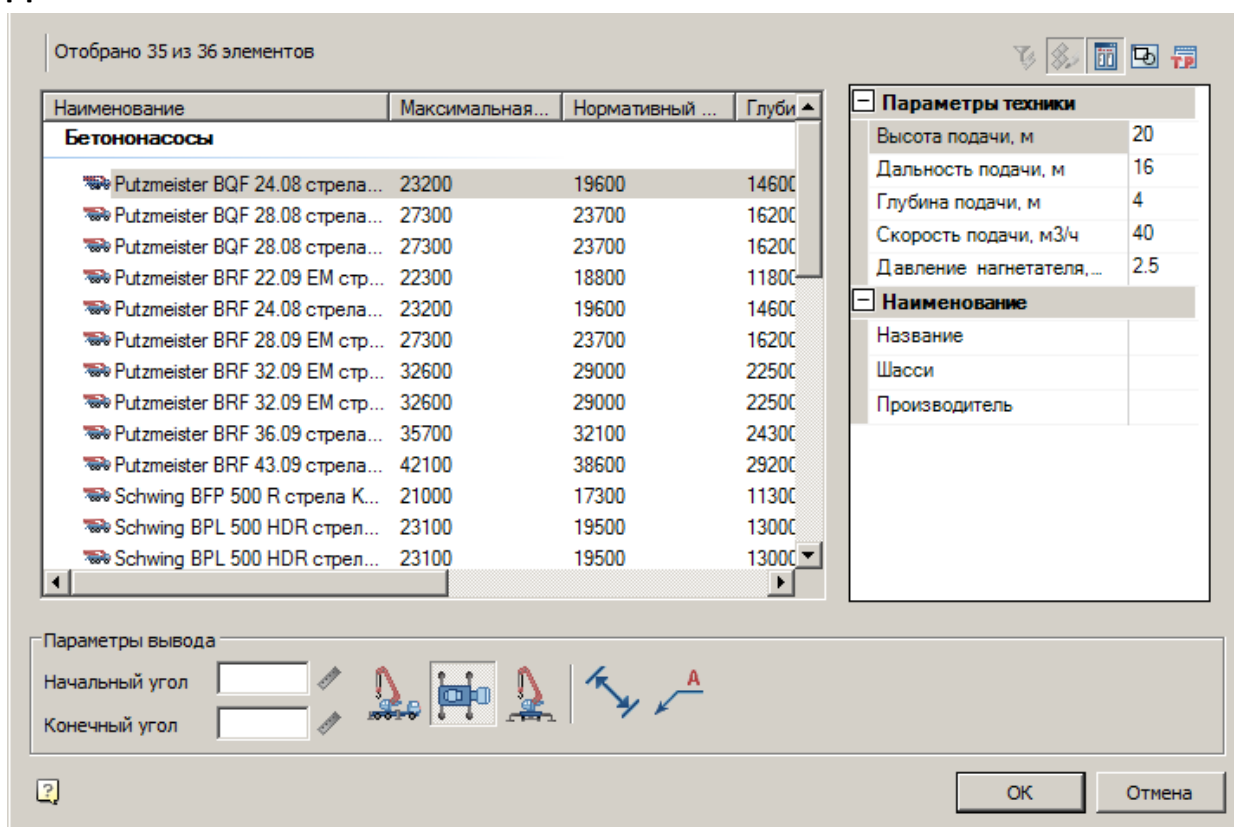 Отобрано 35 из 36 элементов
Т.Р.
Наименование Максимальная... Нормативный ... Глуби
Бетононасосы
Putzmeister BQF 24.08 стрела... 23200 19600 14600
Putzmeister BQF 28.08 стрела... 27300 23700 16200
Putzmeister BQF 28.08 стрела... 27300 23700 16200
Putzmeister BRF 22.09 EM стр... 22300 18800 11800
Putzmeister BRF 24.08 стрела... 23200 19600 14600
Putzmeister BRF 28.09 EM стр... 27300 23700 16200
Putzmeister BRF 32.09 EM стр... 32600 29000 22500
Putzmeister BRF 32.09 EM стр... 32600 29000 22500
Putzmeister BRF 36.09 стрела... 35700 32100 24300
Putzmeister BRF 43.09 стрела... 42100 38600 29200
Schwing BFP 500 R стрела K... 21000 17300 11300
Schwing BPL 500 HDR стрел... 23100 19500 13000
Schwing BPL 500 HDR стрел... 23100 19500 13000
Параметры техники
Высота подачи, м 20
Дальность подачи, м 16
Глубина подачи, м 4
Скорость подачи, м3/ч 40
Давление нагнетателя,... 2.5
Наименование
Название
Шасси
Производитель
Параметры вывода
Начальный угол
Конечный угол
A
OK Отмена